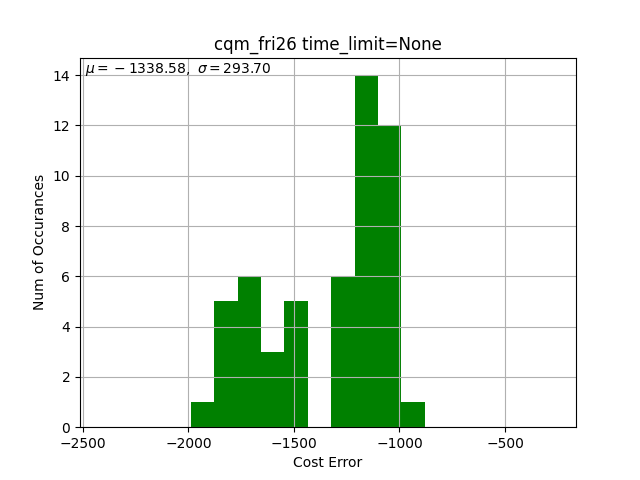 cqm_fri26 time_limit=None
μ = −1338.58, σ = 293.70
14
12
10
8
6
4
2
0
Num of Occurances
−2500 −2000 −1500 −1000 −500
Cost Error